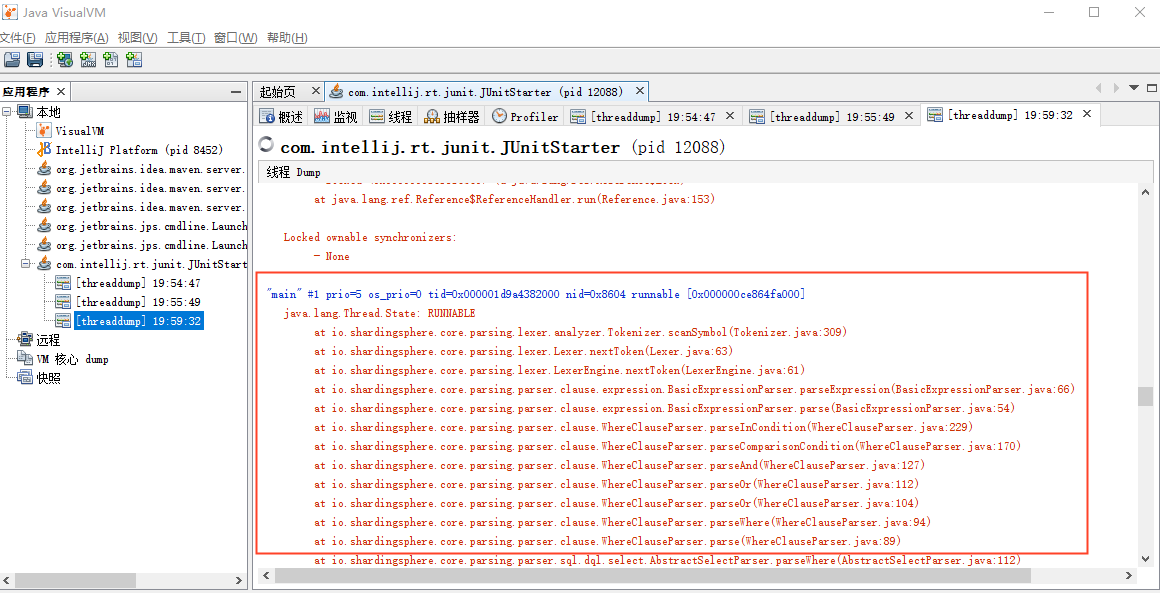 Java VisualVM
文件(F) 应用程序(A) 视图(V) 工具(T) 窗口(W) 帮助(H)
应用程序
本地
VisualVM
IntelliJ Platform (pid 8452)
org.jetbrains.idea.maven.server.
org.jetbrains.idea.maven.server.
org.jetbrains.idea.maven.server.
org.jetbrains.jps.cmdline.Launch
org.jetbrains.jps.cmdline.Launch
com.intellij.rt.junit.JUnitStart
[threaddump] 19:54:47
[threaddump] 19:55:49
[threaddump] 19:59:32
远程
VM 核心 dump
快照
起始页 com.intellij.rt.junit.JUnitStarter (pid 12088)
概述 监视 线程 抽样器 Profiler [threaddump] 19:54:47 [threaddump] 19:55:49 [threaddump] 19:59:32
com.intellij.rt.junit.JUnitStarter (pid 12088)
线程 Dump
at java.lang.ref.Reference$ReferenceHandler.run(Reference.java:153)
Locked ownable synchronizers:
- None
"main" #1 prio=5 os_prio=0 tid=0x000001d9a4382000 nid=0x8604 runnable [0x000000ce864fa000]
java.lang.Thread.State: RUNNABLE
at io.shardingsphere.core.parsing.lexer.analyzer.Tokenizer.scanSymbol(Tokenizer.java:309)
at io.shardingsphere.core.parsing.lexer.Lexer.nextToken(Lexer.java:63)
at io.shardingsphere.core.parsing.lexer.LexerEngine.nextToken(LexerEngine.java:61)
at io.shardingsphere.core.parsing.parser.clause.expression.BasicExpressionParser.parseExpression(BasicExpressionParser.java:66)
at io.shardingsphere.core.parsing.parser.clause.expression.BasicExpressionParser.parse(BasicExpressionParser.java:54)
at io.shardingsphere.core.parsing.parser.clause.WhereClauseParser.parseInCondition(WhereClauseParser.java:229)
at io.shardingsphere.core.parsing.parser.clause.WhereClauseParser.parseComparisonCondition(WhereClauseParser.java:170)
at io.shardingsphere.core.parsing.parser.clause.WhereClauseParser.parseAnd(WhereClauseParser.java:127)
at io.shardingsphere.core.parsing.parser.clause.WhereClauseParser.parseOr(WhereClauseParser.java:112)
at io.shardingsphere.core.parsing.parser.clause.WhereClauseParser.parseOr(WhereClauseParser.java:104)
at io.shardingsphere.core.parsing.parser.clause.WhereClauseParser.parseWhere(WhereClauseParser.java:94)
at io.shardingsphere.core.parsing.parser.clause.WhereClauseParser.parse(WhereClauseParser.java:89)
at io.shardingsphere.core.parsing.parser.sql.dql.select.AbstractSelectParser.parseWhere(AbstractSelectParser.java:112)